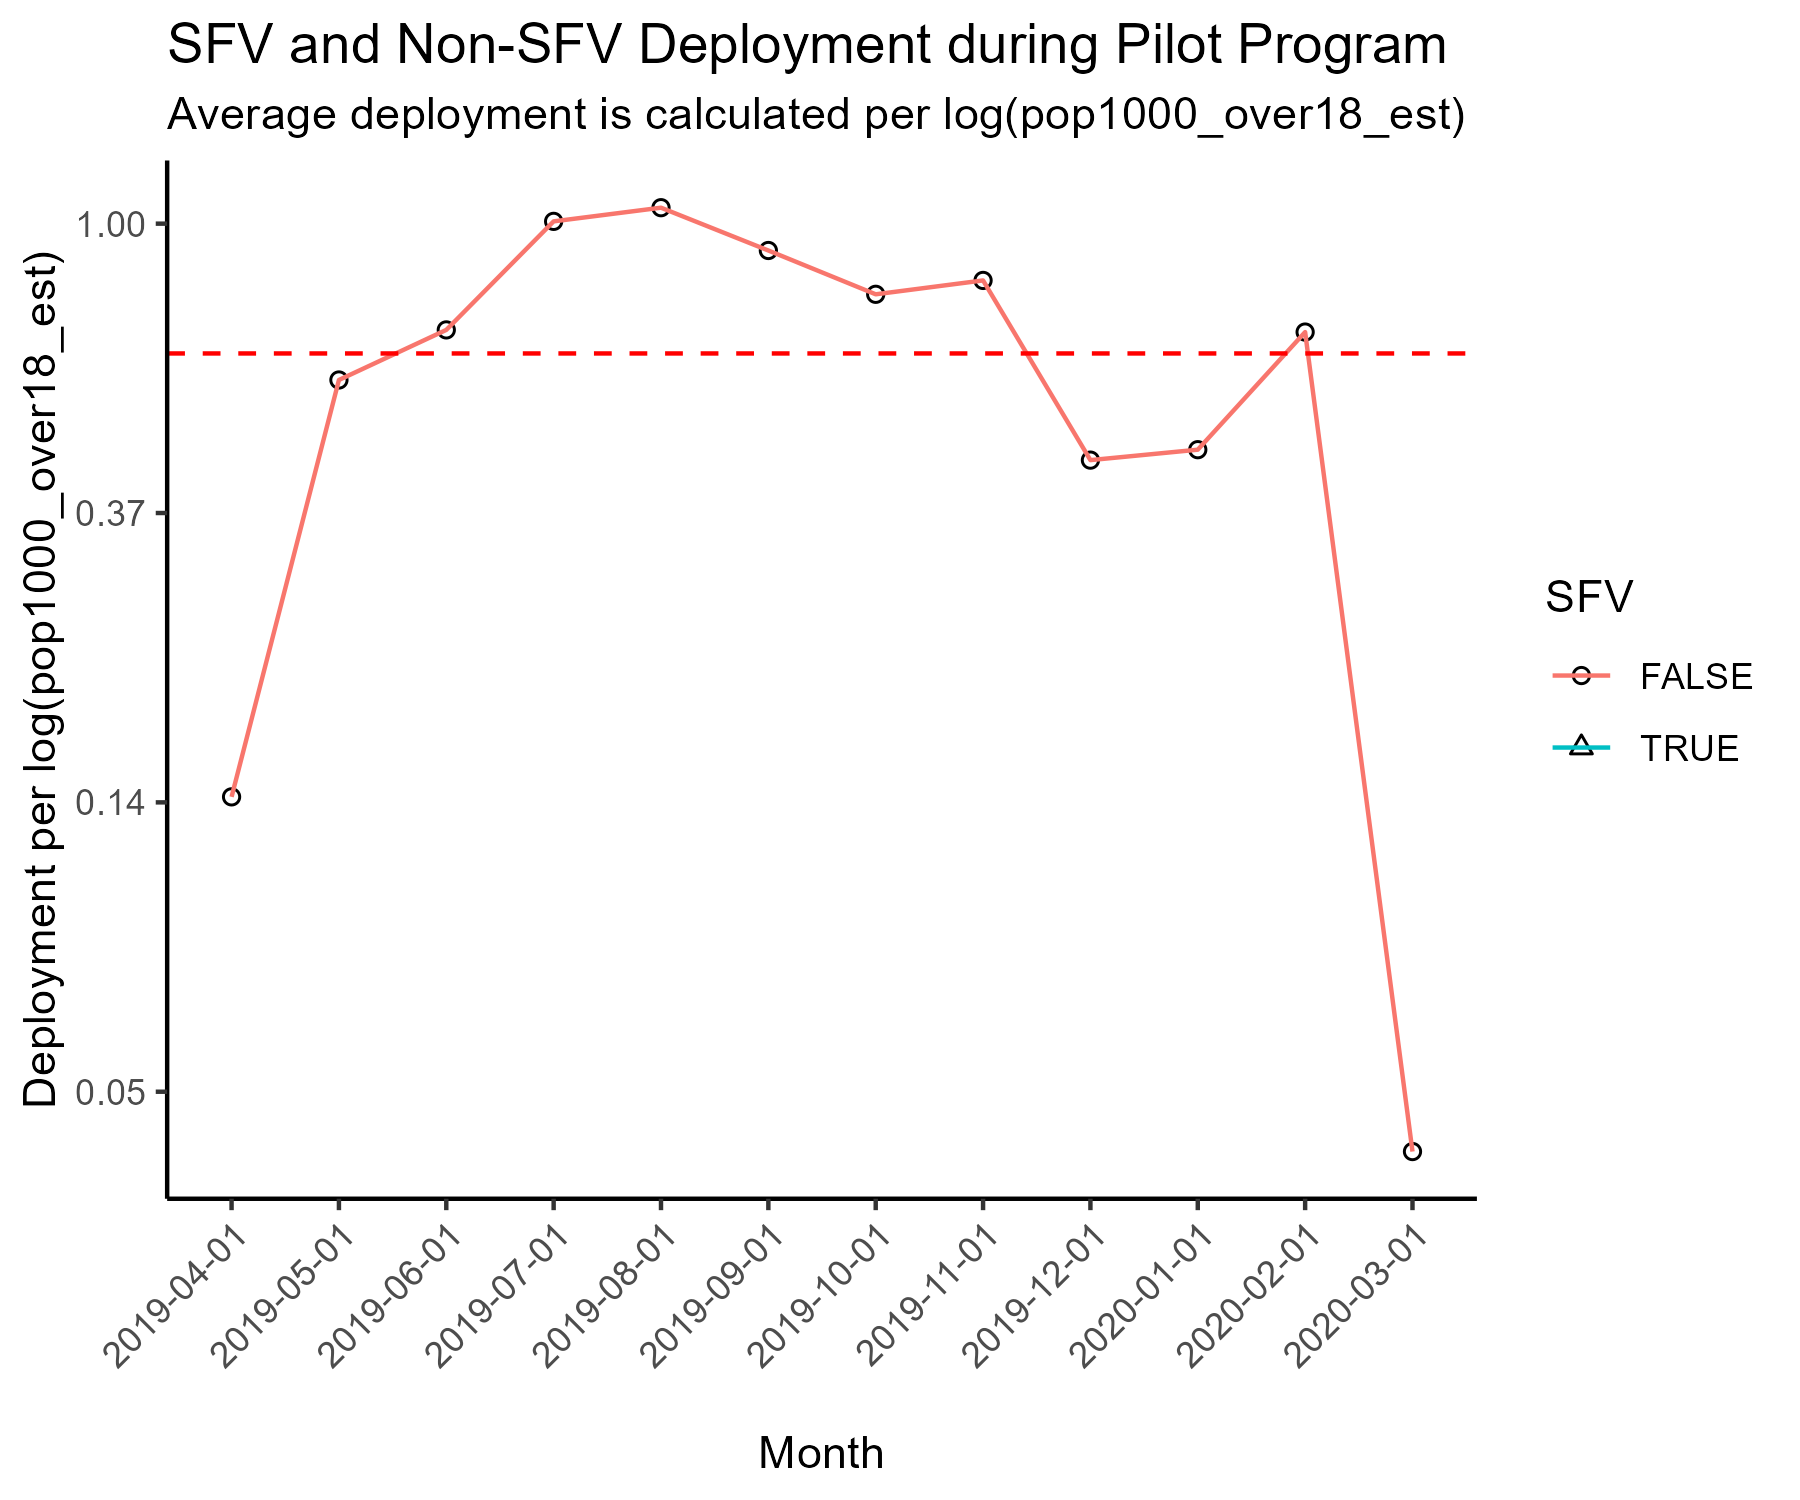 SFV and Non-SFV Deployment during Pilot Program
Average deployment is calculated per log(pop1000_over18_est)
Deployment per log(pop1000_over18_est)
1.00
0.37
0.14
0.05
2019-04-01
2019-05-01
2019-06-01
2019-07-01
2019-08-01
2019-09-01
2019-10-01
2019-11-01
2019-12-01
2020-01-01
2020-02-01
2020-03-01
Month
SFV
FALSE
TRUE